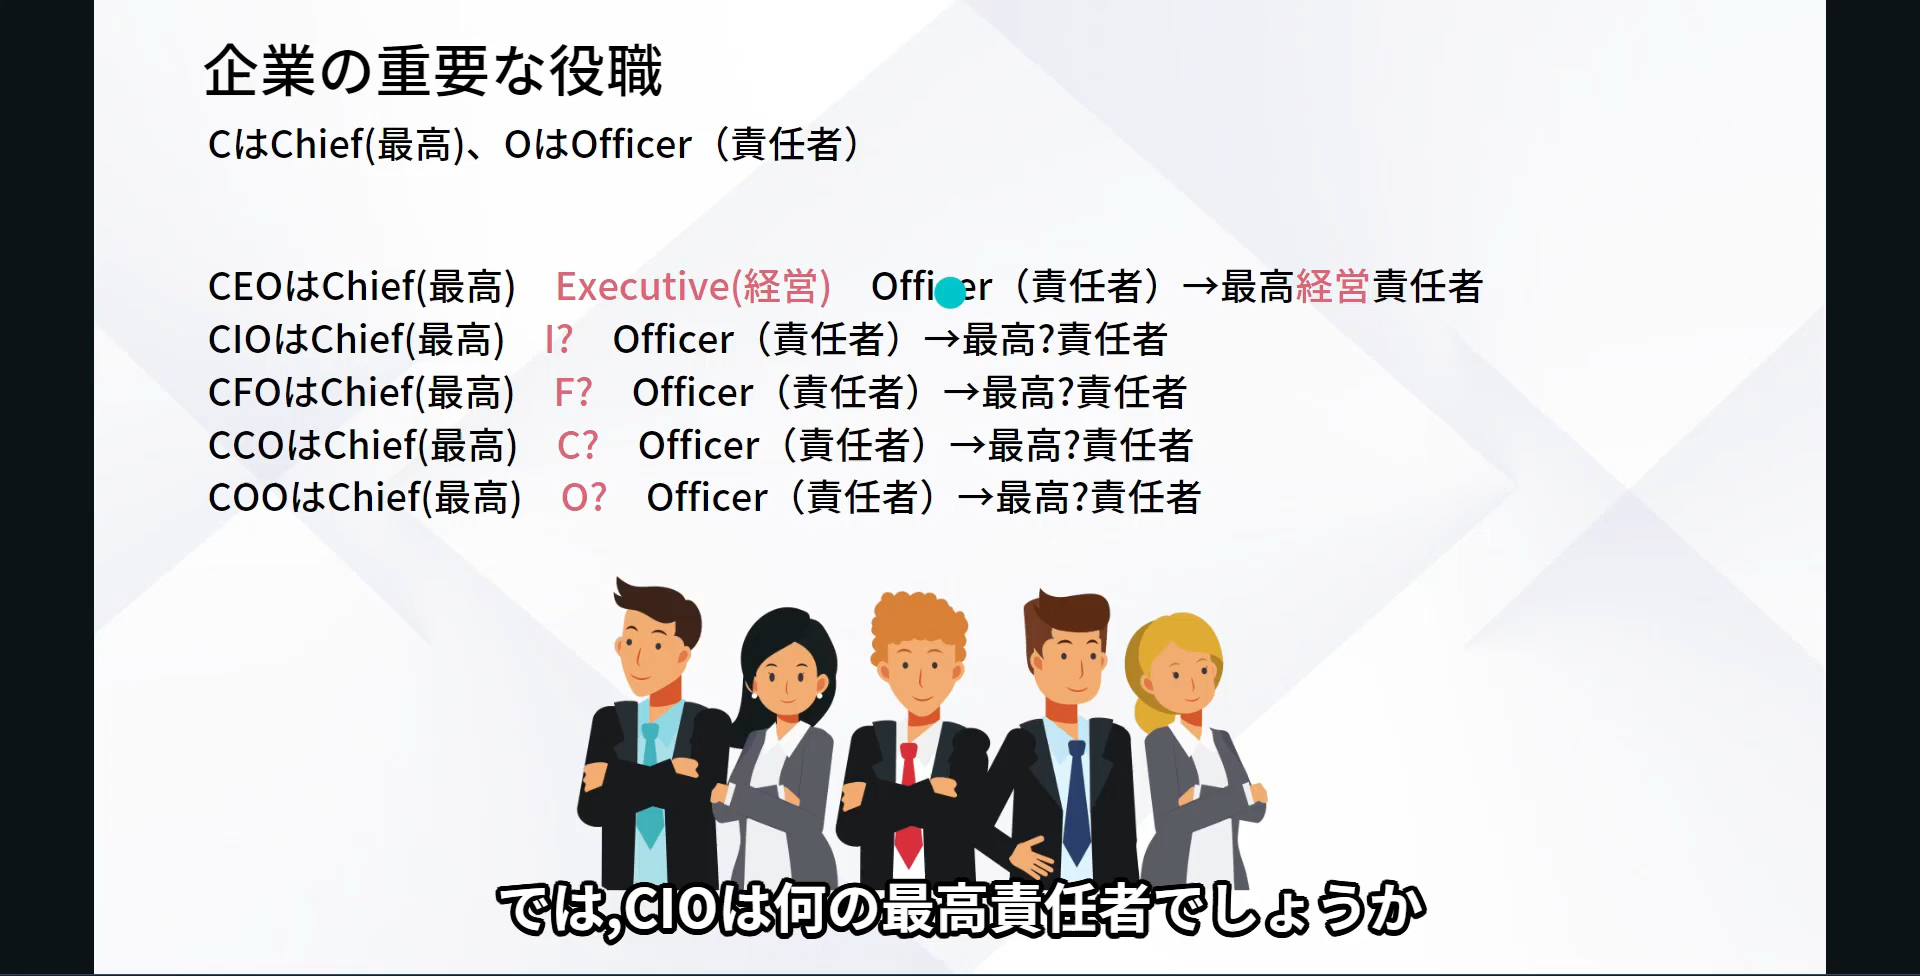 企業の重要な役職
CはChief(最高)、OはOfficer（責任者）
CEOはChief(最高)　Executive(経営)　Officer（責任者）→最高経営責任者
CIOはChief(最高)　I?　Officer（責任者）→最高?責任者
CFOはChief(最高)　F?　Officer（責任者）→最高?責任者
CCOはChief(最高)　C?　Officer（責任者）→最高?責任者
COOはChief(最高)　O?　Officer（責任者）→最高?責任者
では,CIOは何の最高責任者でしょうか